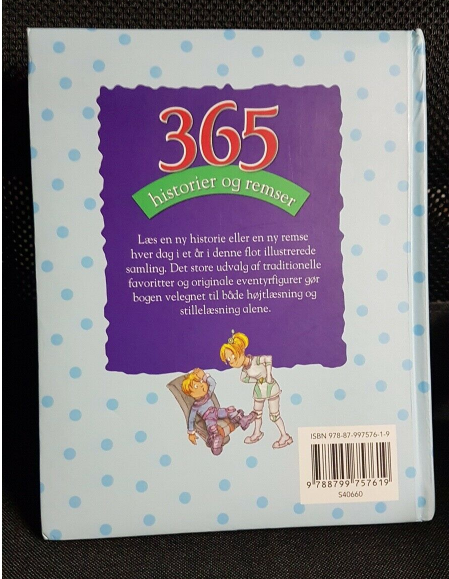 365
historier og remser
Læs en ny historie eller en ny remse
hver dag i et år i denne flot illustrerede
samling. Det store udvalg af traditionelle
favoritter og originale eventyrfigurer gør
bogen velegnet til både højtlæsning og
stillelæsning alene.
ISBN 978-87-997576-1-9
9 788799 757619
S40660